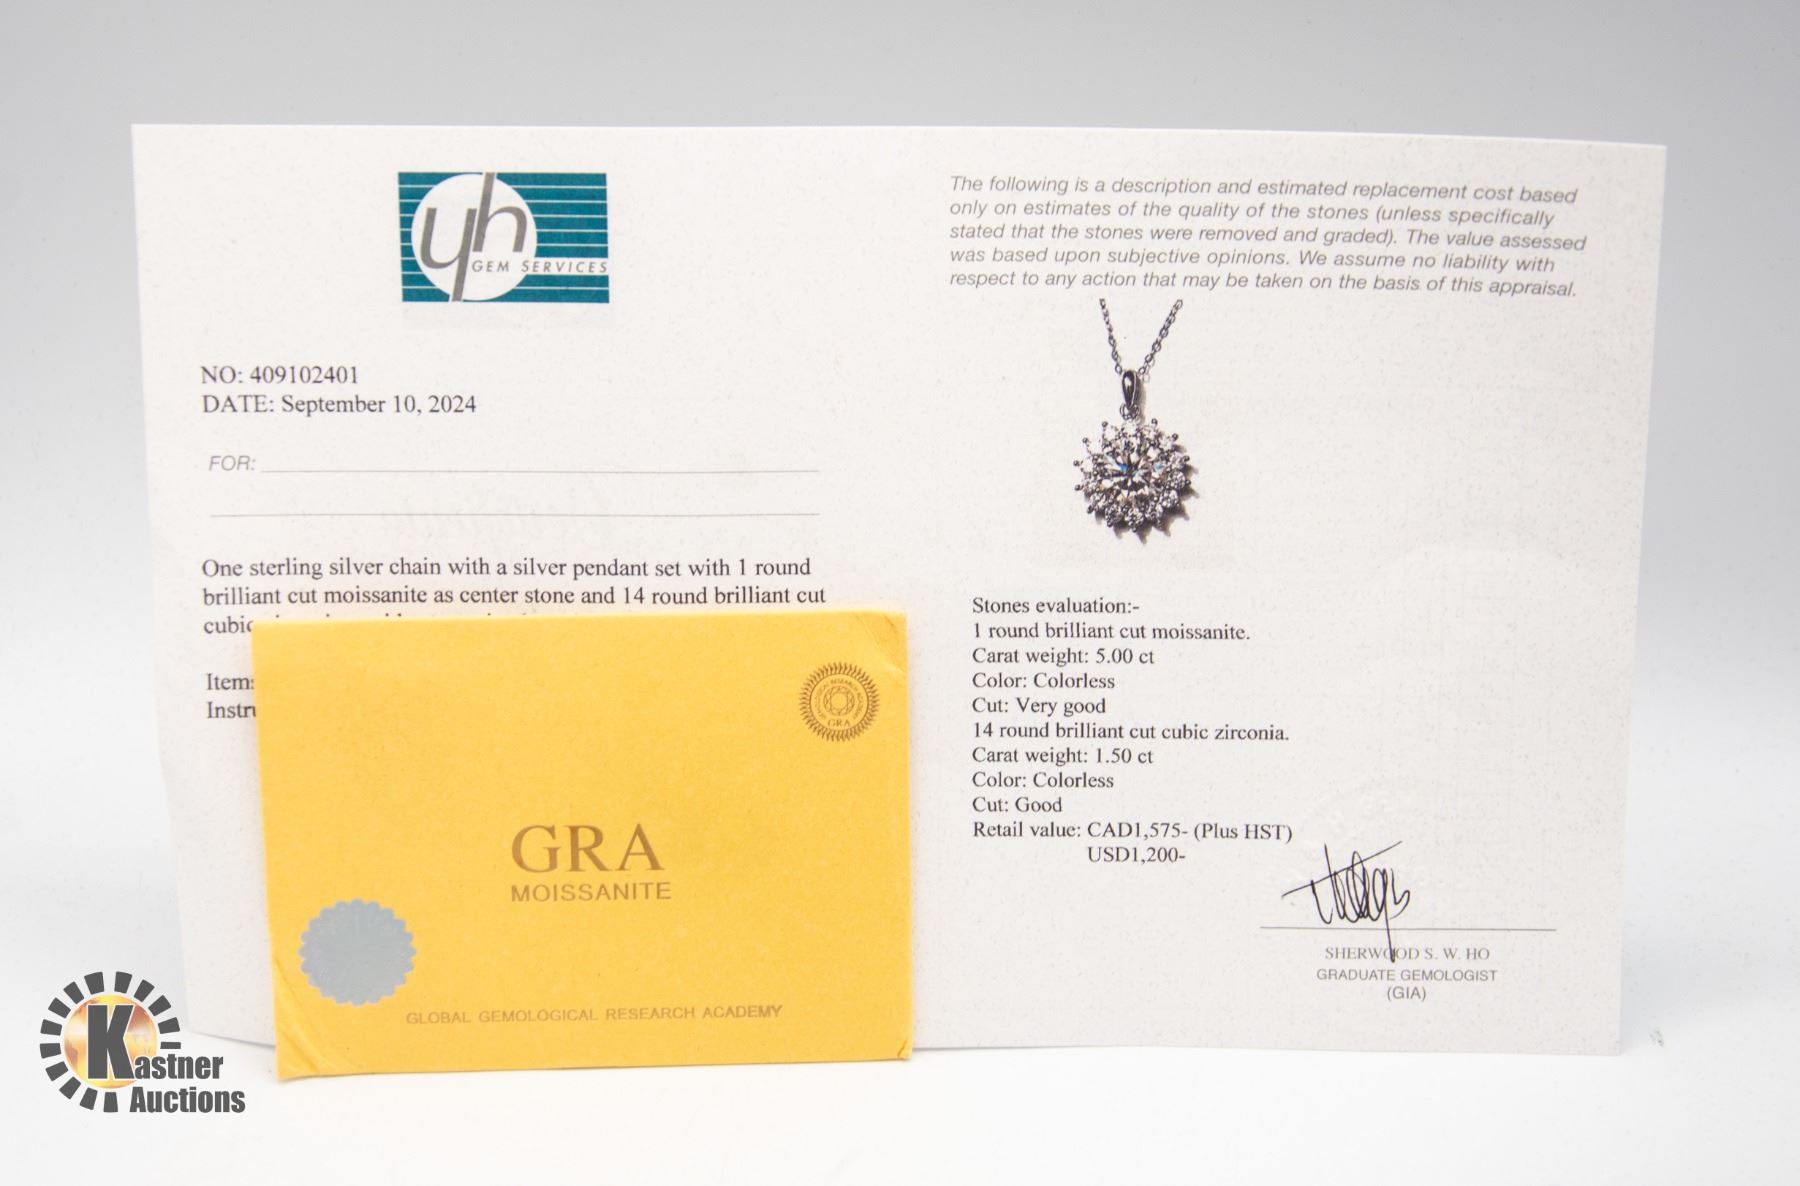 yh
GEM SERVICES
NO: 409102401
DATE: September 10, 2024
FOR:
One sterling silver chain with a silver pendant set with 1 round
brilliant cut moissanite as center stone and 14 round brilliant cut
cubic
Item:
Instru
The following is a description and estimated replacement cost based
only on estimates of the quality of the stones (unless specifically
stated that the stones were removed and graded). The value assessed
was based upon subjective opinions. We assume no liability with
respect to any action that may be taken on the basis of this appraisal.
Stones evaluation:-
1 round brilliant cut moissanite.
Carat weight: 5.00 ct
Color: Colorless
Cut: Very good
14 round brilliant cut cubic zirconia.
Carat weight: 1.50 ct
Color: Colorless
Cut: Good
Retail value: CAD1,575- (Plus HST)
USD1,200-
SHERWOOD S. W. HO
GRADUATE GEMOLOGIST
(GIA)
GRA
GRA
MOISSANITE
GLOBAL GEMOLOGICAL RESEARCH ACADEMY
Kastner
Auctions